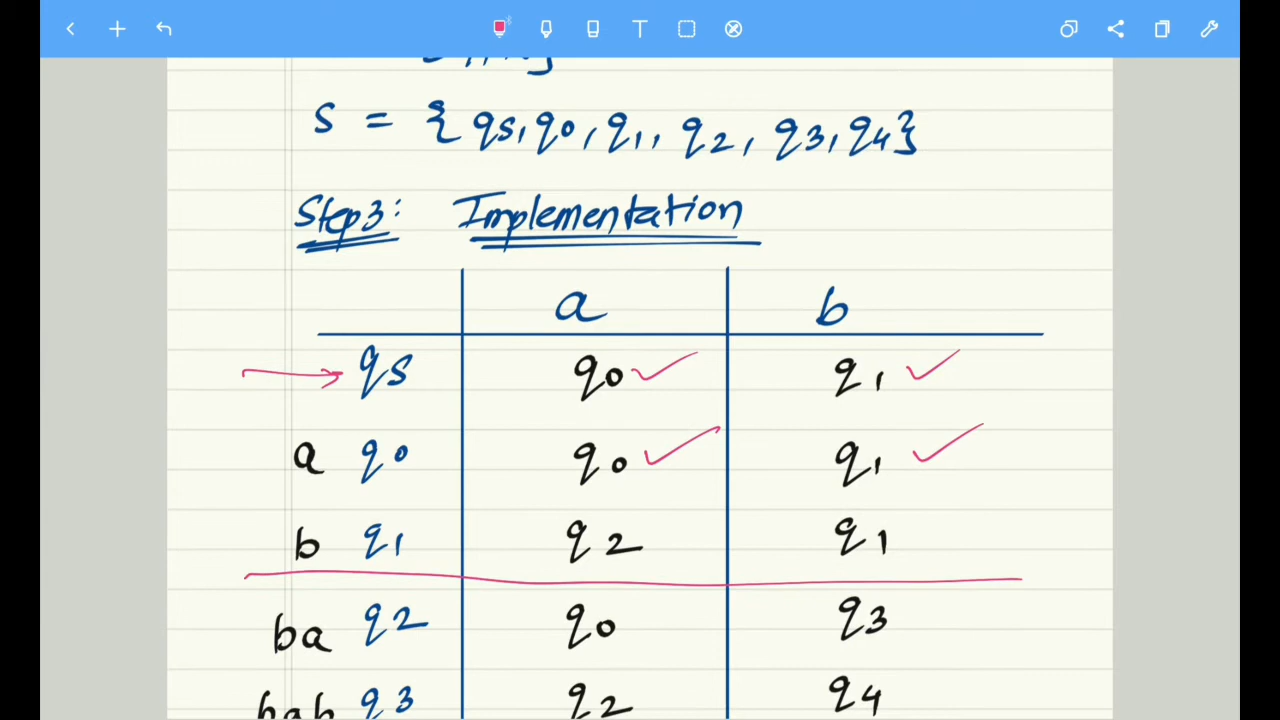 S = {qs, q0, q1, q2, q3, q4}
Step3: Implementation
a b
qs q0 ✓ q1 ✓
a q0 q0 ✓ q1 ✓
b q1 q2 q1
ba q2 q0 q3
bab q3 q2 q4